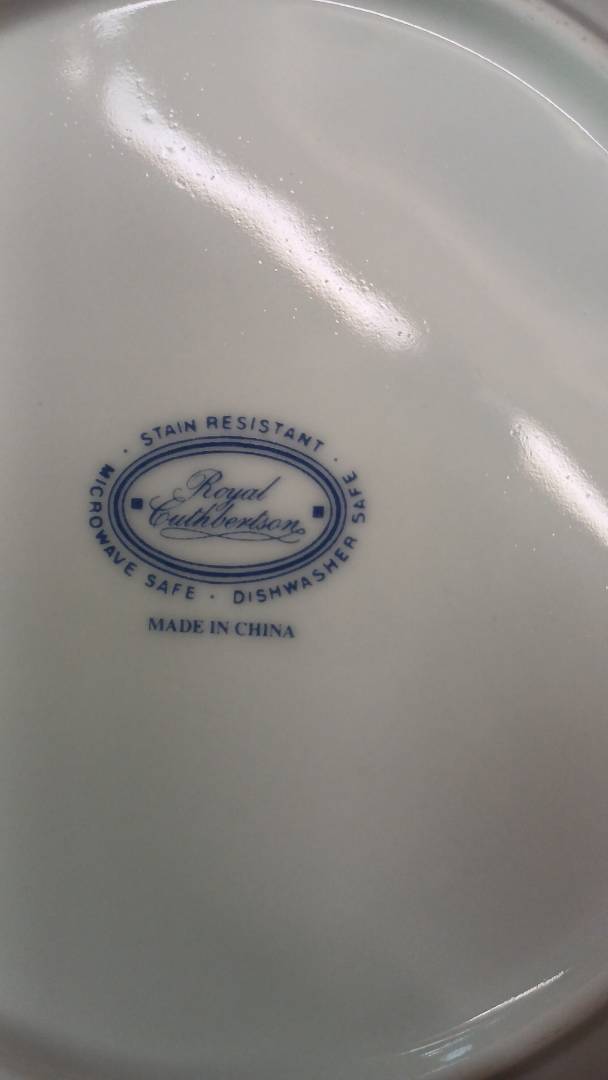 · STAIN RESISTANT ·
MICROWAVE SAFE · DISHWASHER SAFE
Royal
Cuthbertson
MADE IN CHINA